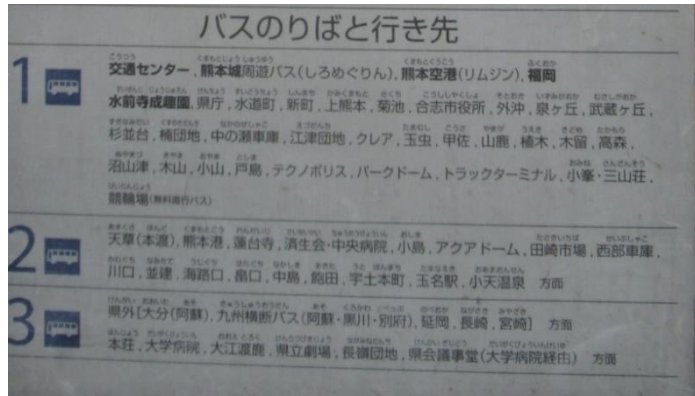 バスのりばと行き先
1 交通センター, 熊本城周遊バス(しろめぐりん), 熊本空港(リムジン), 福岡
水前寺成趣園, 県庁, 水道町, 新町, 上熊本, 菊池, 合志市役所, 外沖, 泉ヶ丘, 武蔵ヶ丘,
杉並台, 楠団地, 中の瀬車庫, 江津団地, クレア, 玉虫, 甲佐, 山鹿, 植木, 木留, 高森,
沼山津, 木山, 小山, 戸島, テクノポリス, パークドーム, トラックターミナル, 小峯・三山荘,
競輪場(無料直行バス)
2 天草(本渡), 熊本港, 蓮台寺, 済生会・中央病院, 小島, アクアドーム, 田崎市場, 西部車庫,
川口, 並建, 海路口, 畠口, 中島, 飽田, 宇土本町, 玉名駅, 小天温泉 方面
3 県外[大分(阿蘇), 九州横断バス(阿蘇・黒川・別府), 延岡, 長崎, 宮崎] 方面
本荘, 大学病院, 大江渡鹿, 県立劇場, 長嶺団地, 県会議事堂(大学病院経由) 方面